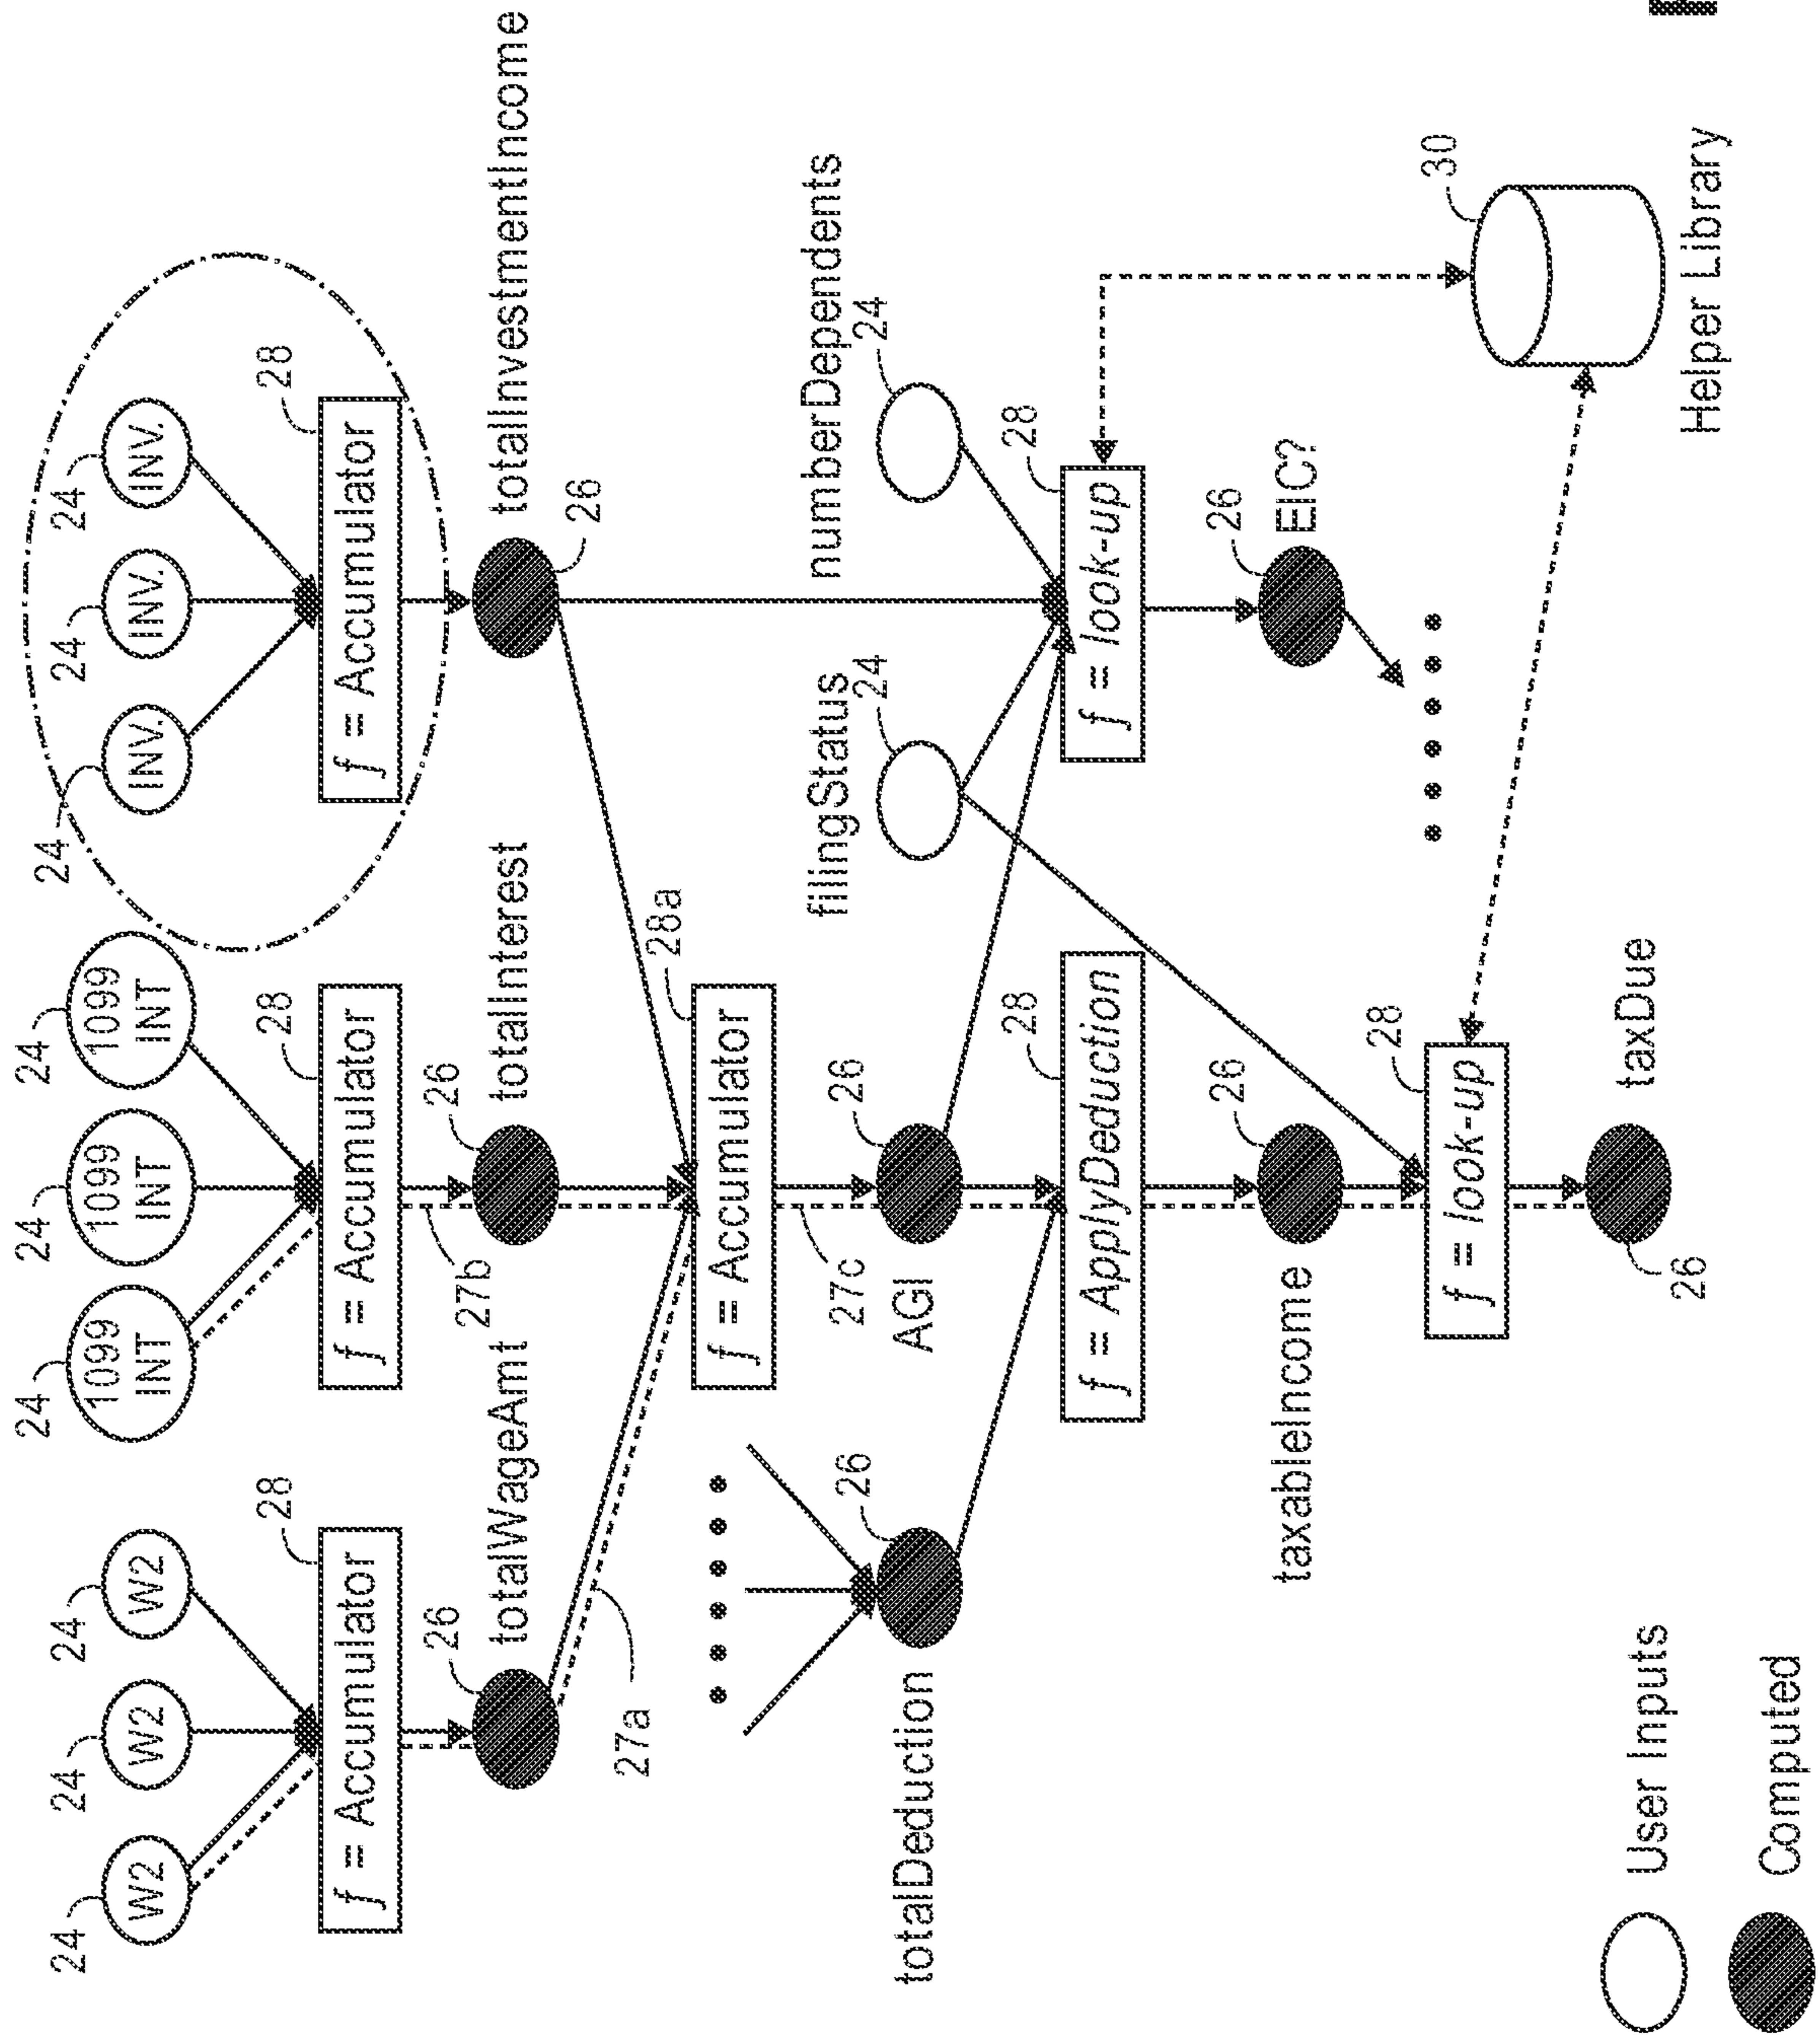 24 24 24
24 24 24
24 24 24
W2 W2 W2
1099 INT
1099 INT
1099 INT
INV. INV. INV.
28 28 28
f = Accumulator
f = Accumulator
f = Accumulator
26 totalWageAmt
27b
26 totalInterest
totalInvestmentIncome
26
27a
28a
f = Accumulator
totalDeduction
26
27c
AGI
26
fillingStatus
24
numberDependents
24
28
f = ApplyDeduction
28
f = look-up
taxableIncome
26
26
EIC?
28
f = look-up
30
Helper Library
26
taxDue
User Inputs
Computed